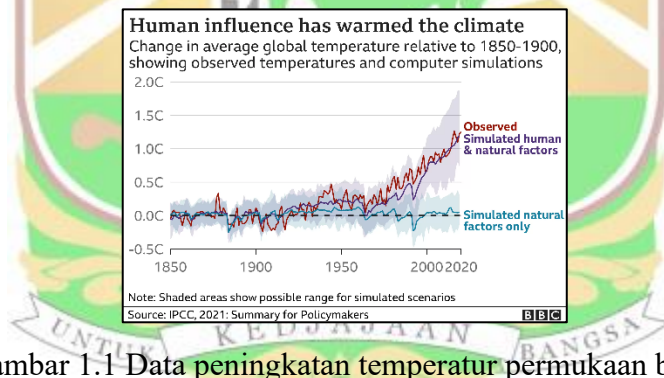 Human influence has warmed the climate
Change in average global temperature relative to 1850-1900,
showing observed temperatures and computer simulations
2.0C
1.5C
1.0C
0.5C
0.0C
-0.5C
Observed
Simulated human
& natural factors
Simulated natural
factors only
1850 1900 1950 2000 2020
Note: Shaded areas show possible range for simulated scenarios
Source: IPCC, 2021: Summary for Policymakers BBC
UNTUK KEDJAJAAN BANGSA
ambar 1.1 Data peningkatan temperatur permukaan b